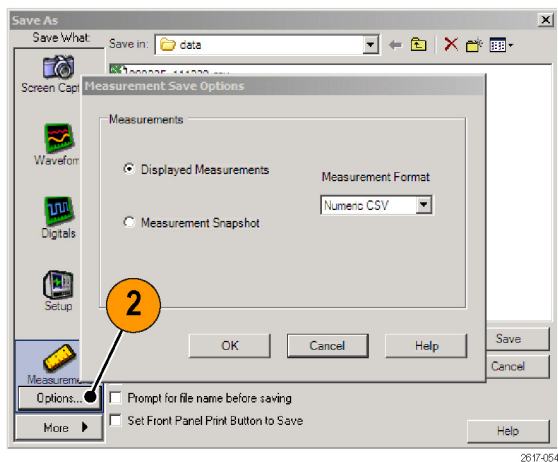 Save As
Save What:
Save in: data
Screen Capt
Measurement Save Options
Measurements
Waveform
Displayed Measurements
Measurement Format
Numeric CSV
Measurement Snapshot
Digitals
Setup
2
OK Cancel Help
Save
Cancel
Measureme
Options...
Prompt for file name before saving
Set Front Panel Print Button to Save
More
Help
2617-054